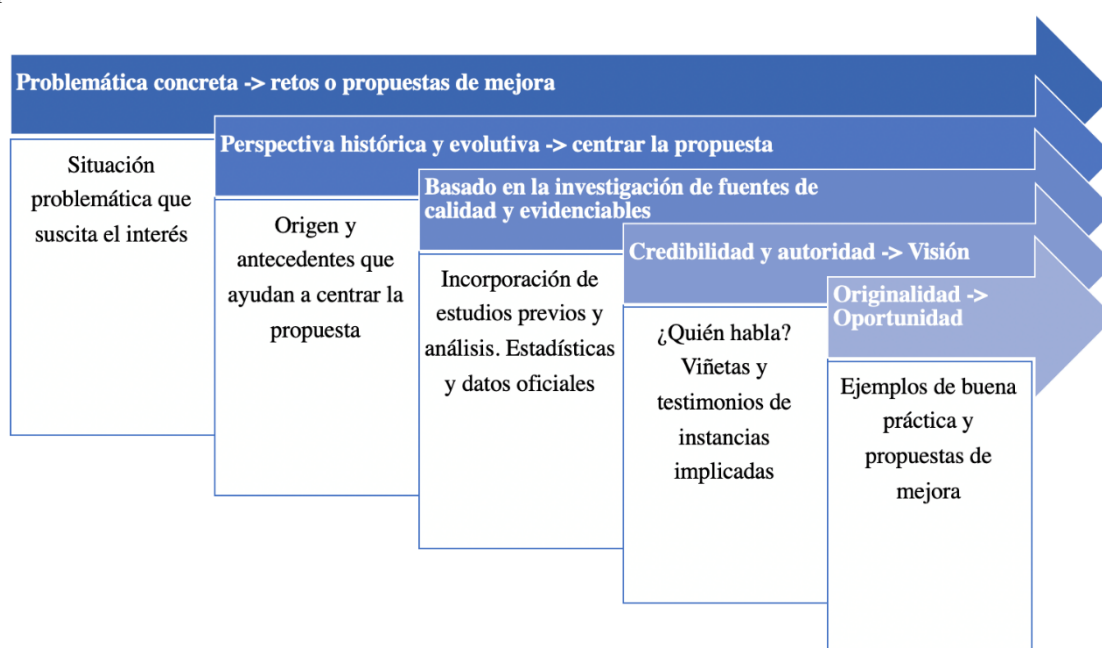 Problemática concreta -> retos o propuestas de mejora
Situación
problemática que
suscita el interés
Perspectiva histórica y evolutiva -> centrar la propuesta
Origen y
antecedentes que
ayudan a centrar la
propuesta
Basado en la investigación de fuentes de
calidad y evidenciables
Incorporación de
estudios previos y
análisis. Estadísticas
y datos oficiales
Credibilidad y autoridad -> Visión
¿Quién habla?
Viñetas y
testimonios de
instancias
implicadas
Originalidad ->
Oportunidad
Ejemplos de buena
práctica y
propuestas de
mejora